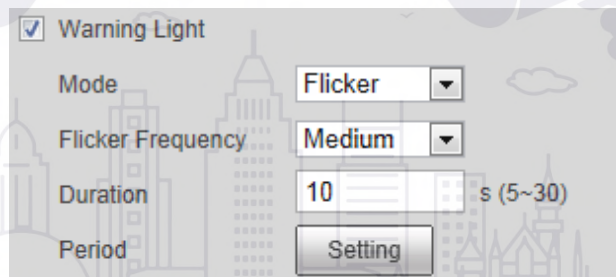 Warning Light
Mode Flicker
Flicker Frequency Medium
Duration 10 s (5~30)
Period Setting